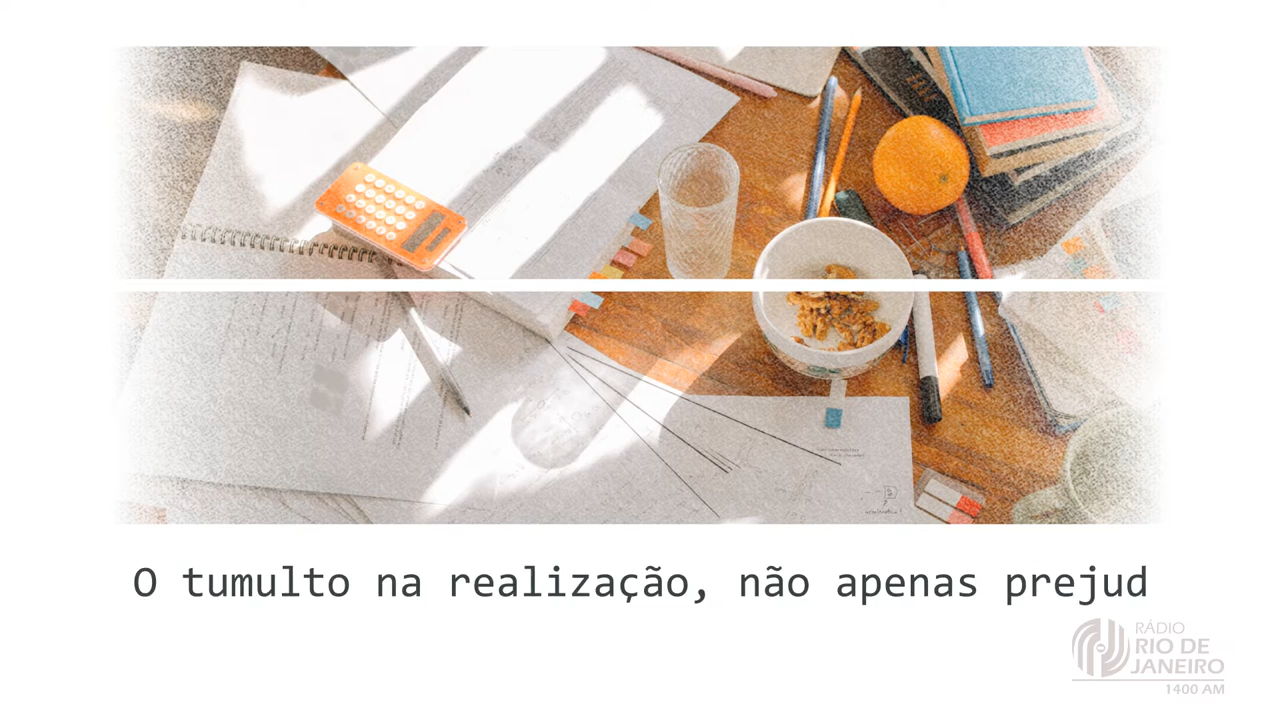 O tumulto na realização, não apenas prejud
RÁDIO
RIO DE
JANEIRO
1400 AM